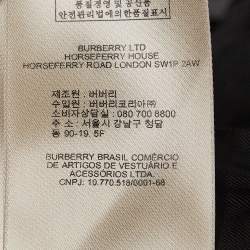 품질경영 및 공산품
안전관리법에 의한 품질표시
BURBERRY LTD
HORSEFERRY HOUSE
HORSEFERRY ROAD LONDON SW1P 2AW
제조원 : 버버리
수입원 : 버버리코리아㈜
소비자상담실 : 080 700 8800
주 소 : 서울시 강남구 청담
동 90-19, 5F
BURBERRY BRASIL COMÉRCIO
DE ARTIGOS DE VESTUÁRIO E
ACESSÓRIOS LTDA.
CNPJ: 10.770.518/0001-66